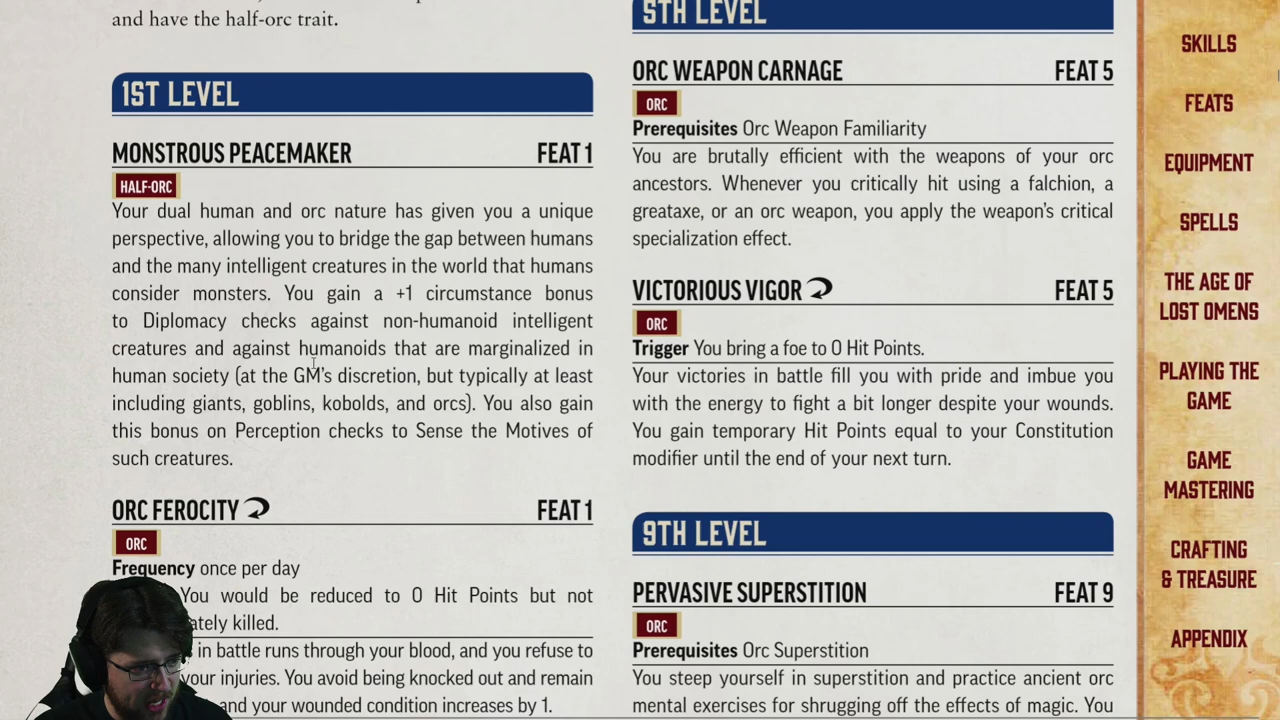 and have the half-orc trait.
1ST LEVEL
MONSTROUS PEACEMAKER FEAT 1
HALF-ORC
Your dual human and orc nature has given you a unique
perspective, allowing you to bridge the gap between humans
and the many intelligent creatures in the world that humans
consider monsters. You gain a +1 circumstance bonus
to Diplomacy checks against non-humanoid intelligent
creatures and against humanoids that are marginalized in
human society (at the GM's discretion, but typically at least
including giants, goblins, kobolds, and orcs). You also gain
this bonus on Perception checks to Sense the Motives of
such creatures.
ORC FEROCITY FEAT 1
ORC
Frequency once per day
You would be reduced to 0 Hit Points but not
ately killed.
in battle runs through your blood, and you refuse to
your injuries. You avoid being knocked out and remain
and your wounded condition increases by 1.
5TH LEVEL
ORC WEAPON CARNAGE FEAT 5
ORC
Prerequisites Orc Weapon Familiarity
You are brutally efficient with the weapons of your orc
ancestors. Whenever you critically hit using a falchion, a
greataxe, or an orc weapon, you apply the weapon's critical
specialization effect.
VICTORIOUS VIGOR FEAT 5
ORC
Trigger You bring a foe to 0 Hit Points.
Your victories in battle fill you with pride and imbue you
with the energy to fight a bit longer despite your wounds.
You gain temporary Hit Points equal to your Constitution
modifier until the end of your next turn.
9TH LEVEL
PERVASIVE SUPERSTITION FEAT 9
ORC
Prerequisites Orc Superstition
You steep yourself in superstition and practice ancient orc
mental exercises for shrugging off the effects of magic. You
SKILLS
FEATS
EQUIPMENT
SPELLS
THE AGE OF
LOST OMENS
PLAYING THE
GAME
GAME
MASTERING
CRAFTING
& TREASURE
APPENDIX